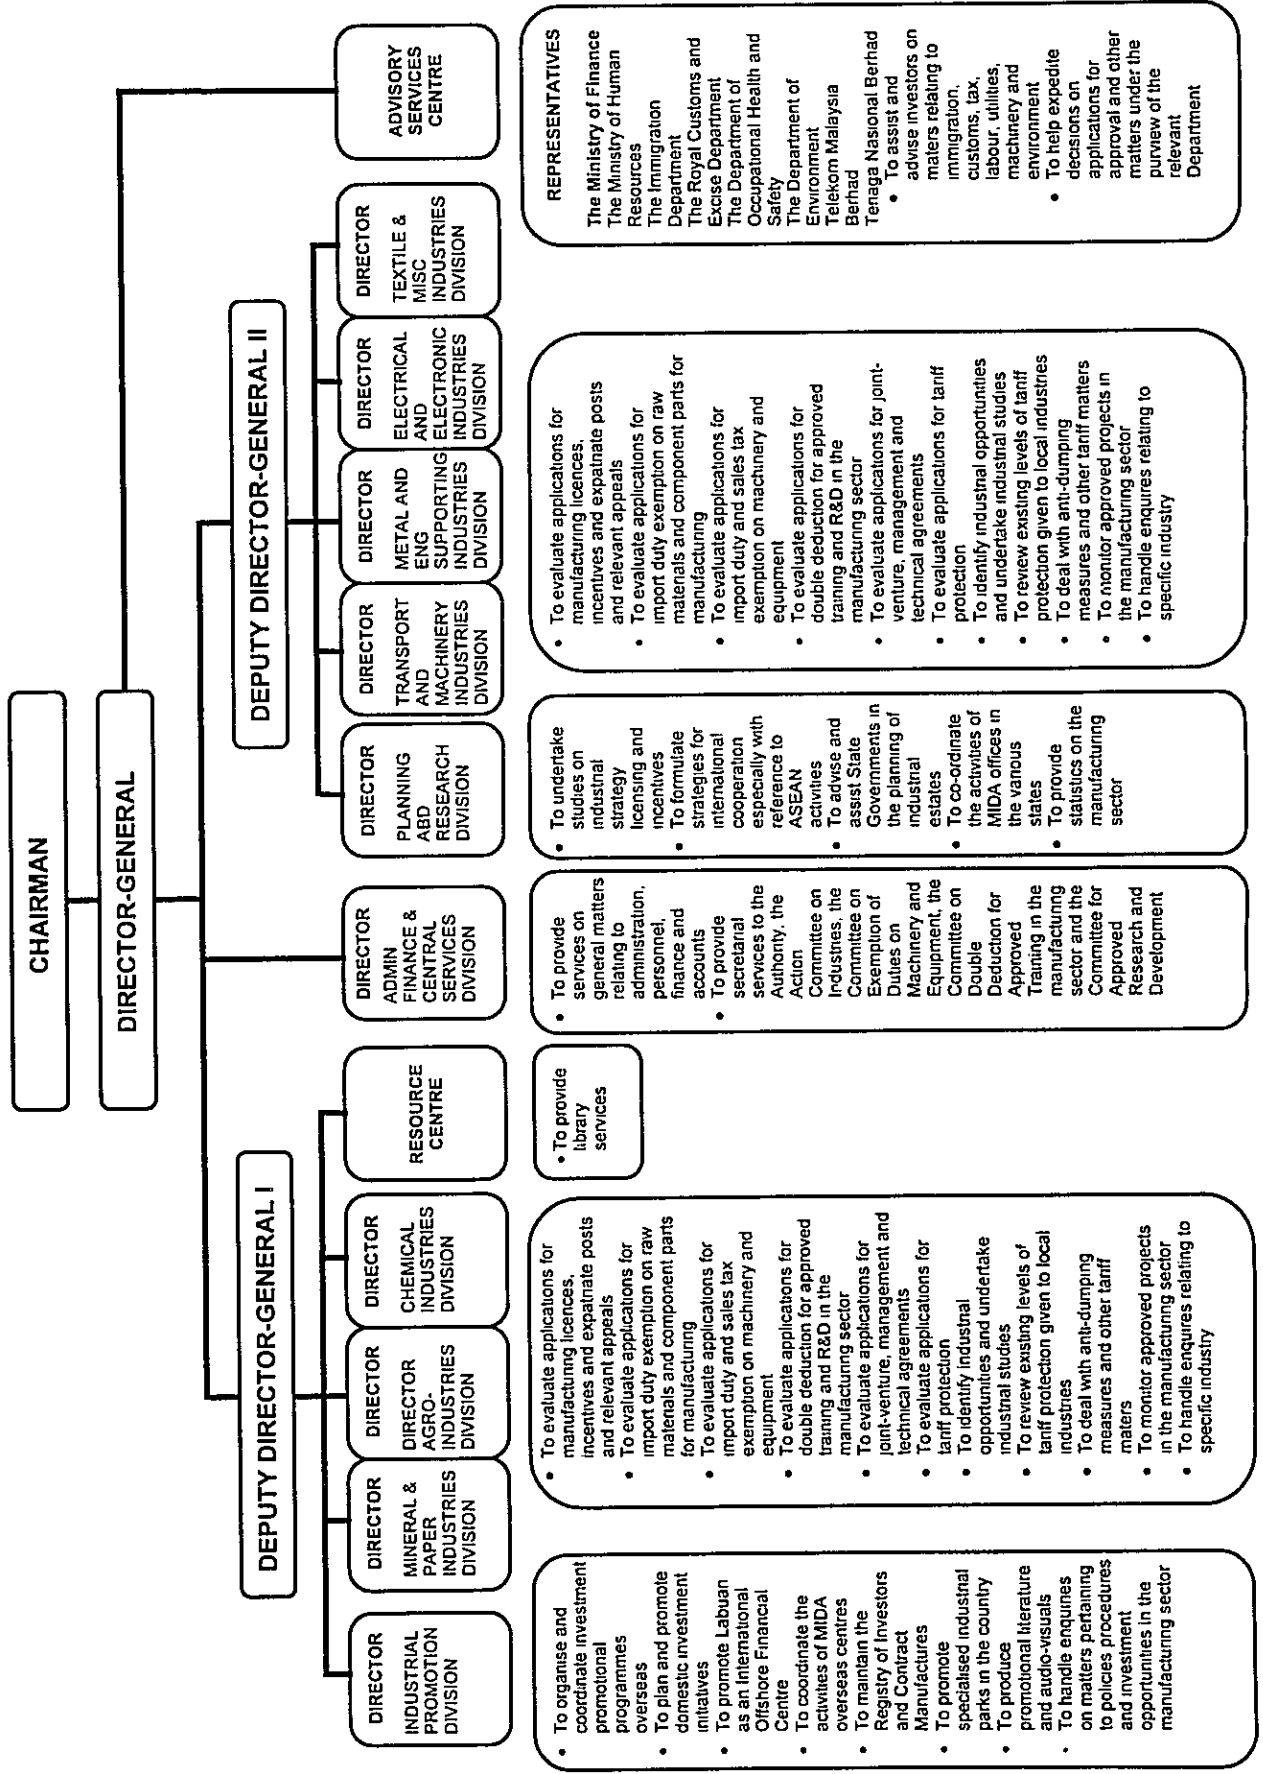 CHAIRMAN
DIRECTOR-GENERAL
DEPUTY DIRECTOR-GENERAL I
DEPUTY DIRECTOR-GENERAL II
DIRECTOR
INDUSTRIAL
PROMOTION
DIVISION
DIRECTOR
MINERAL &
PAPER
INDUSTRIES
DIVISION
DIRECTOR
DIRECTOR
AGRO-
INDUSTRIES
DIVISION
DIRECTOR
CHEMICAL
INDUSTRIES
DIVISION
RESOURCE
CENTRE
DIRECTOR
ADMIN
FINANCE &
CENTRAL
SERVICES
DIVISION
DIRECTOR
PLANNING
ABD
RESEARCH
DIVISION
DIRECTOR
TRANSPORT
AND
MACHINERY
INDUSTRIES
DIVISION
DIRECTOR
METAL AND
ENG
SUPPORTING
INDUSTRIES
DIVISION
DIRECTOR
ELECTRICAL
AND
ELECTRONIC
INDUSTRIES
DIVISION
DIRECTOR
TEXTILE &
MISC
INDUSTRIES
DIVISION
ADVISORY
SERVICES
CENTRE
• To organise and
coordinate investment
promotional
programmes
overseas
• To plan and promote
domestic investment
initiatives
• To promote Labuan
as an International
Offshore Financial
Centre
• To coordinate the
activities of MIDA
overseas centres
• To maintain the
Registry of Investors
and Contract
Manufactures
• To promote
specialised industrial
parks in the country
• To produce
promotional literature
and audio-visuals
• To handle enquiries
on matters pertaining
to policies procedures
and investment
opportunities in the
manufacturing sector
• To evaluate applications for
manufacturing licences,
incentives and expatriate posts
and relevant appeals
• To evaluate applications for
import duty exemption on raw
materials and component parts
for manufacturing
• To evaluate applications for
import duty and sales tax
exemption on machinery and
equipment
• To evaluate applications for
double deduction for approved
training and R&D in the
manufacturing sector
• To evaluate applications for
joint-venture, management and
technical agreements
• To evaluate applications for
tariff protection
• To identify industrial
opportunities and undertake
industrial studies
• To review existing levels of
tariff protection given to local
industries
• To deal with anti-dumping
measures and other tariff
maters
• To monitor approved projects
in the manufacturing sector
• To handle enquires relating to
specific industry
• To provide
library
services
• To provide
services on
general matters
relating to
administration,
personnel,
finance and
accounts
• To provide
secretarial
services to the
Authority, the
Action
Committee on
Industries, the
Committee on
Exemption of
Duties on
Machinery and
Equipment, the
Committee on
Double
Deduction for
Approved
Training in the
manufacturing
sector and the
Committee for
Approved
Research and
Development
• To undertake
studies on
industrial
strategy
licensing and
incentives
• To formulate
strategies for
international
cooperation
especially with
reference to
ASEAN
activities
• To advise and
assist State
Governments in
the planning of
industrial
estates
• To co-ordinate
the activities of
MIDA offices in
the various
states
• To provide
statistics on the
manufacturing
sector
• To evaluate applications for
manufacturing licences,
incentives and expatriate posts
and relevant appeals
• To evaluate applications for
import duty exemption on raw
materials and component parts for
manufacturing
• To evaluate applications for
import duty and sales tax
exemption on machinery and
equipment
• To evaluate applications for
double deduction for approved
training and R&D in the
manufacturing sector
• To evaluate applications for joint-
venture, management and
technical agreements
• To evaluate applications for tariff
protection
• To identify industrial opportunities
and undertake industrial studies
• To review existing levels of tariff
protection given to local industries
• To deal with anti-dumping
measures and other tariff matters
• To monitor approved projects in
the manufacturing sector
• To handle enquires relating to
specific industry
REPRESENTATIVES
The Ministry of Finance
The Ministry of Human
Resources
The Immigration
Department
The Royal Customs and
Excise Department
The Department of
Occupational Health and
Safety
The Department of
Environment
Telekom Malaysia
Berhad
Tenaga Nasional Berhad
• To assist and
advise investors on
maters relating to
immigration,
customs, tax,
labour, utilities,
machinery and
environment
• To help expedite
decisions on
applications for
approval and other
matters under the
purview of the
relevant
Department